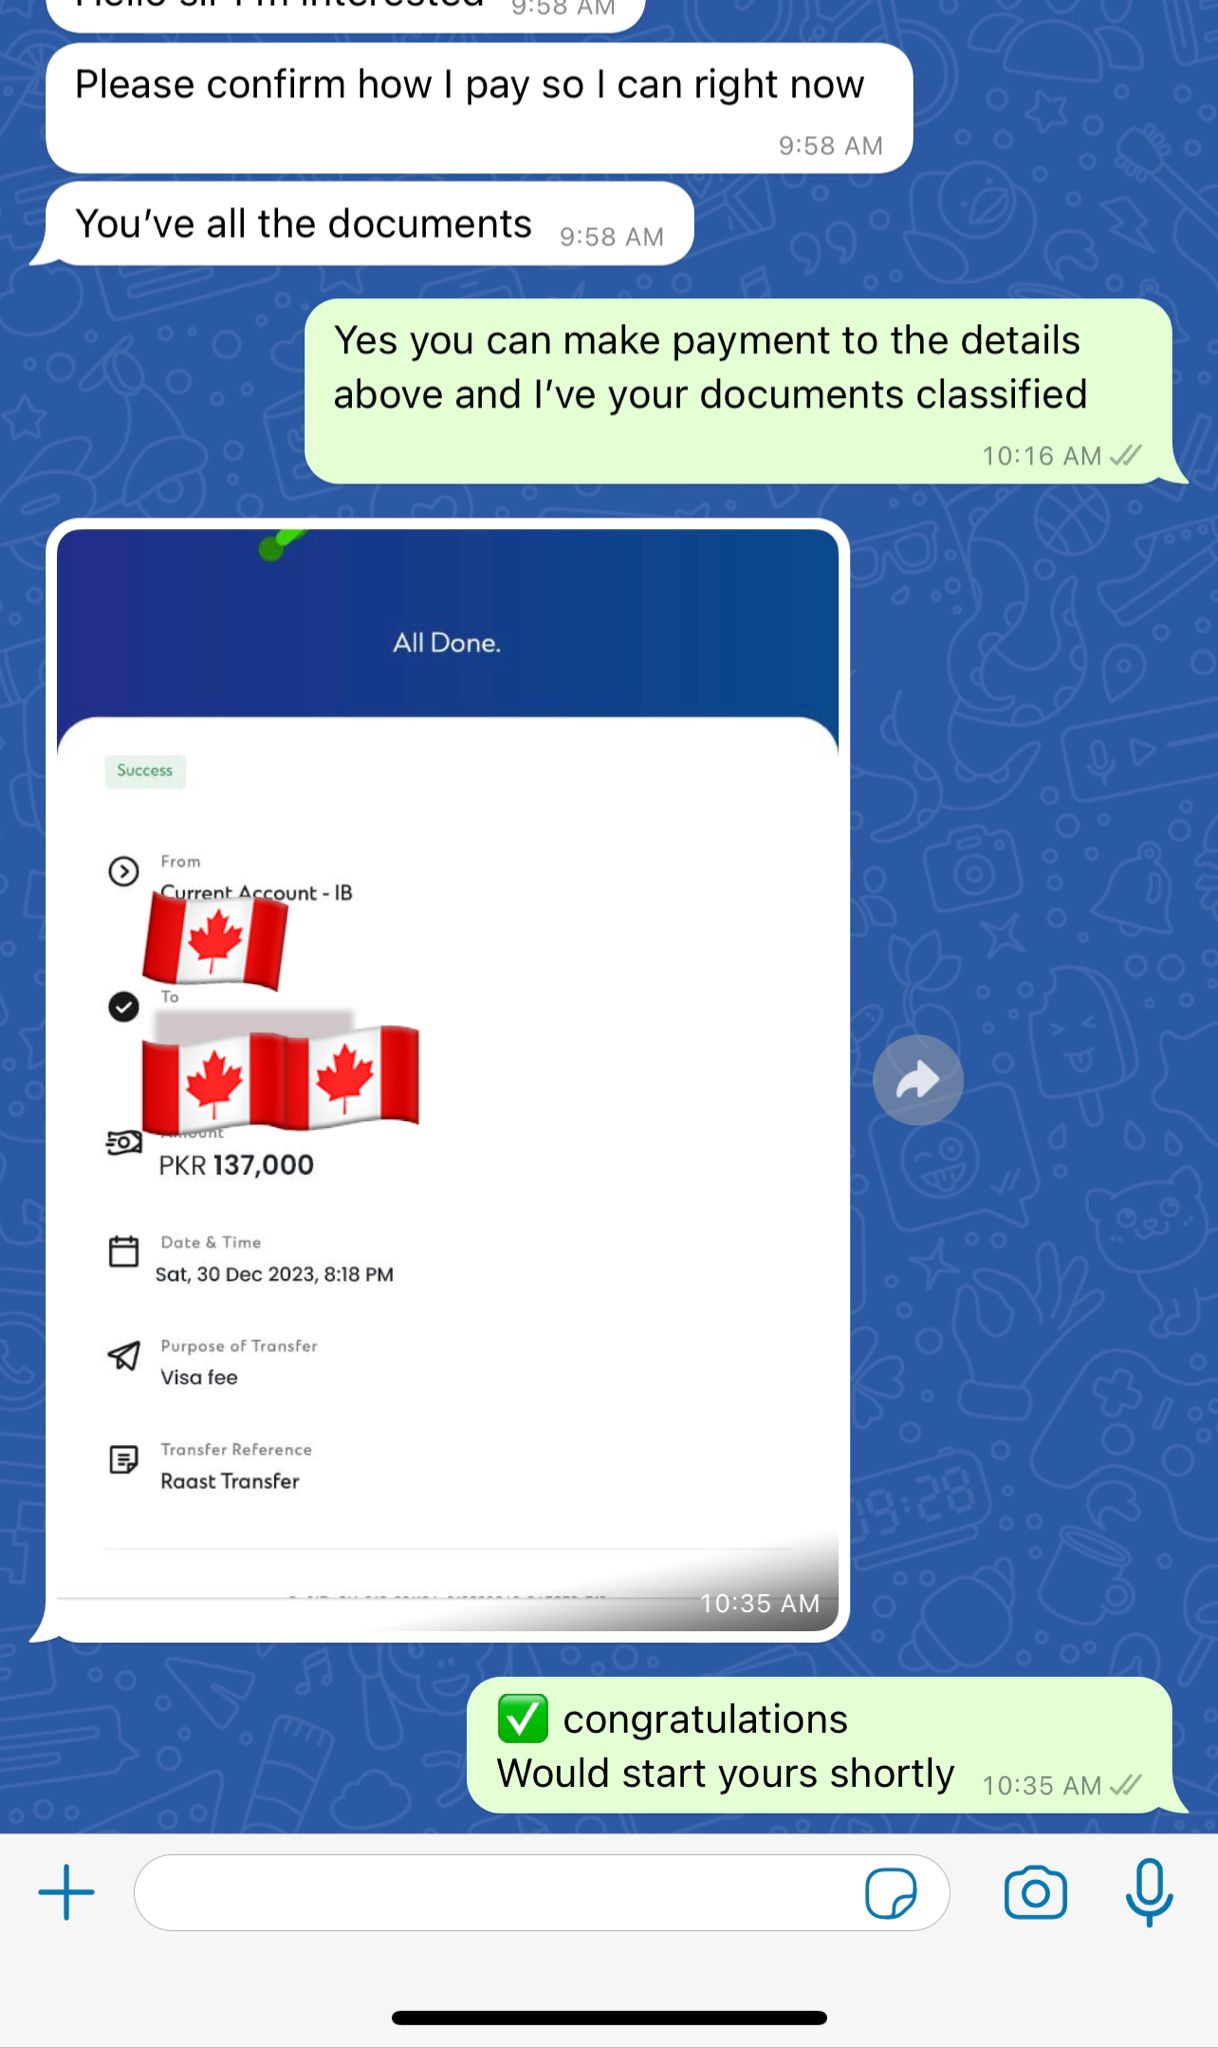 Hello sir I'm interested 9:58 AM
Please confirm how I pay so I can right now
9:58 AM
You've all the documents 9:58 AM
Yes you can make payment to the details
above and I've your documents classified
10:16 AM
All Done.
Success
From
Current Account - IB
To
Amount
PKR 137,000
Date & Time
Sat, 30 Dec 2023, 8:18 PM
Purpose of Transfer
Visa fee
Transfer Reference
Raast Transfer
10:35 AM
✅ congratulations
Would start yours shortly 10:35 AM